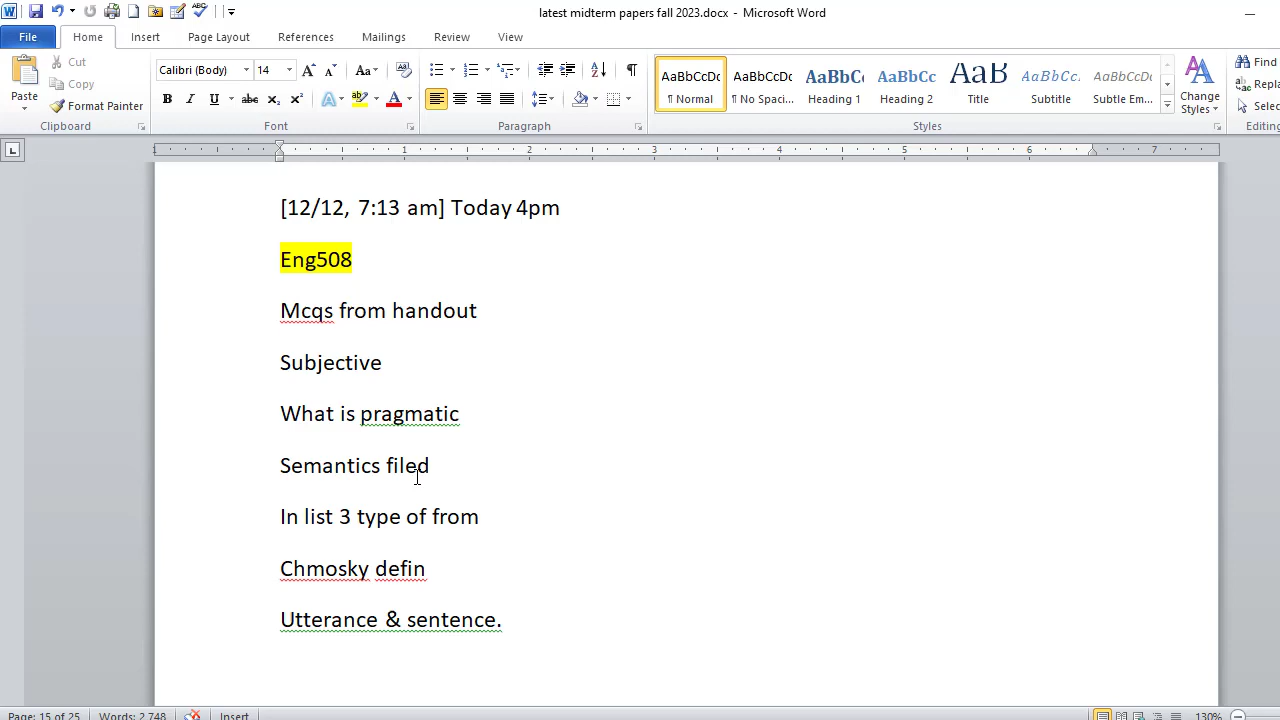 latest midterm papers fall 2023.docx - Microsoft Word
File Home Insert Page Layout References Mailings Review View
Paste Cut Copy Format Painter
Calibri (Body) 14
AaBbCcDc AaBbCcDc AaBbCc AaBbCc AaB AaBbCc. AaBbCcDc
¶ Normal ¶ No Spaci... Heading 1 Heading 2 Title Subtitle Subtle Em...
Change Styles
Find
Clipboard Font Paragraph Styles Editing
[12/12, 7:13 am] Today 4pm
Eng508
Mcqs from handout
Subjective
What is pragmatic
Semantics filed
In list 3 type of from
Chmosky defin
Utterance & sentence.
Page: 15 of 25 Words: 2,748 Insert 130%